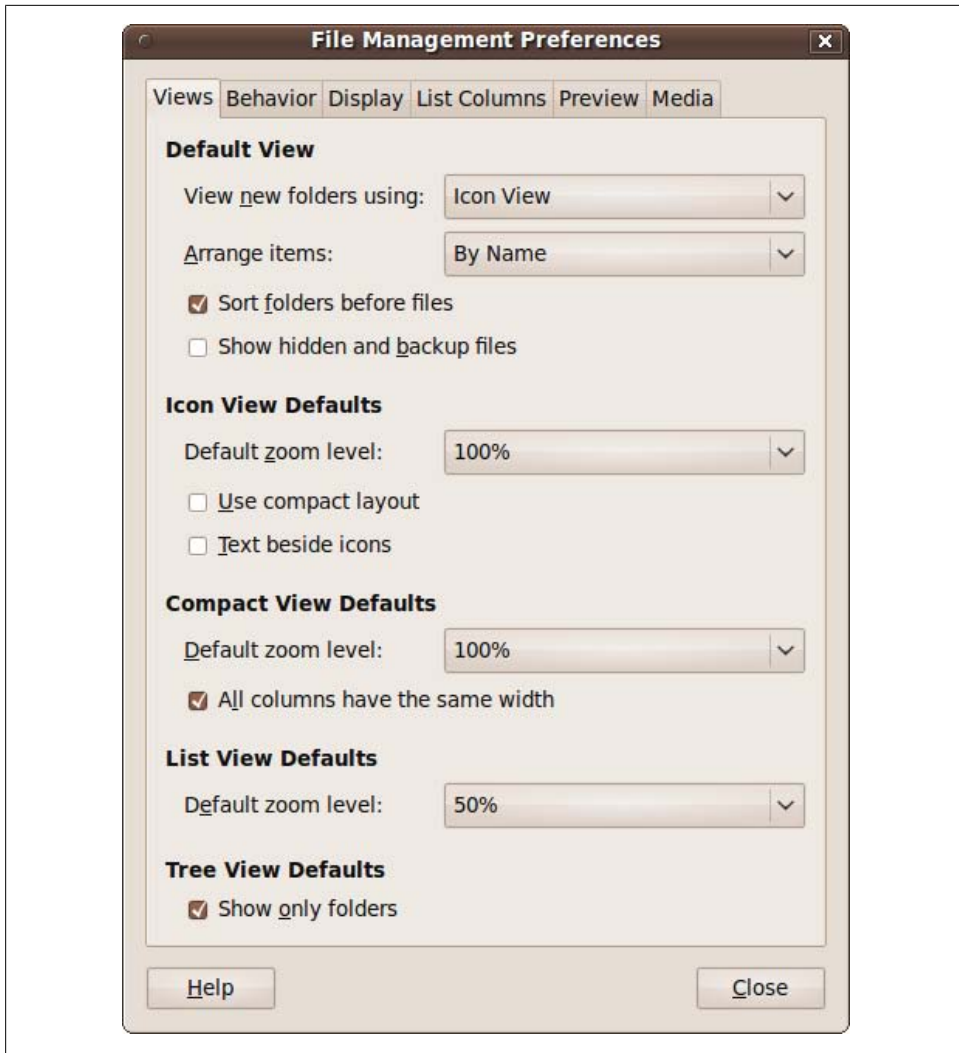 File Management Preferences
Views Behavior Display List Columns Preview Media
Default View
View new folders using: Icon View
Arrange items: By Name
Sort folders before files
Show hidden and backup files
Icon View Defaults
Default zoom level: 100%
Use compact layout
Text beside icons
Compact View Defaults
Default zoom level: 100%
All columns have the same width
List View Defaults
Default zoom level: 50%
Tree View Defaults
Show only folders
Help Close